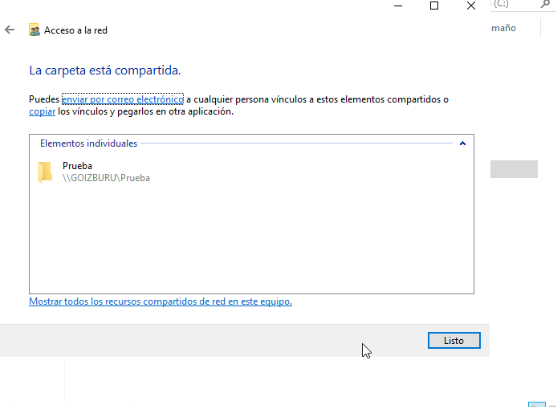 (C:)
Acceso a la red
maño
La carpeta está compartida.
Puedes enviar por correo electrónico a cualquier persona vínculos a estos elementos compartidos o
copiar los vínculos y pegarlos en otra aplicación.
Elementos individuales
Prueba
\\GOIZBURU\Prueba
Mostrar todos los recursos compartidos de red en este equipo.
Listo